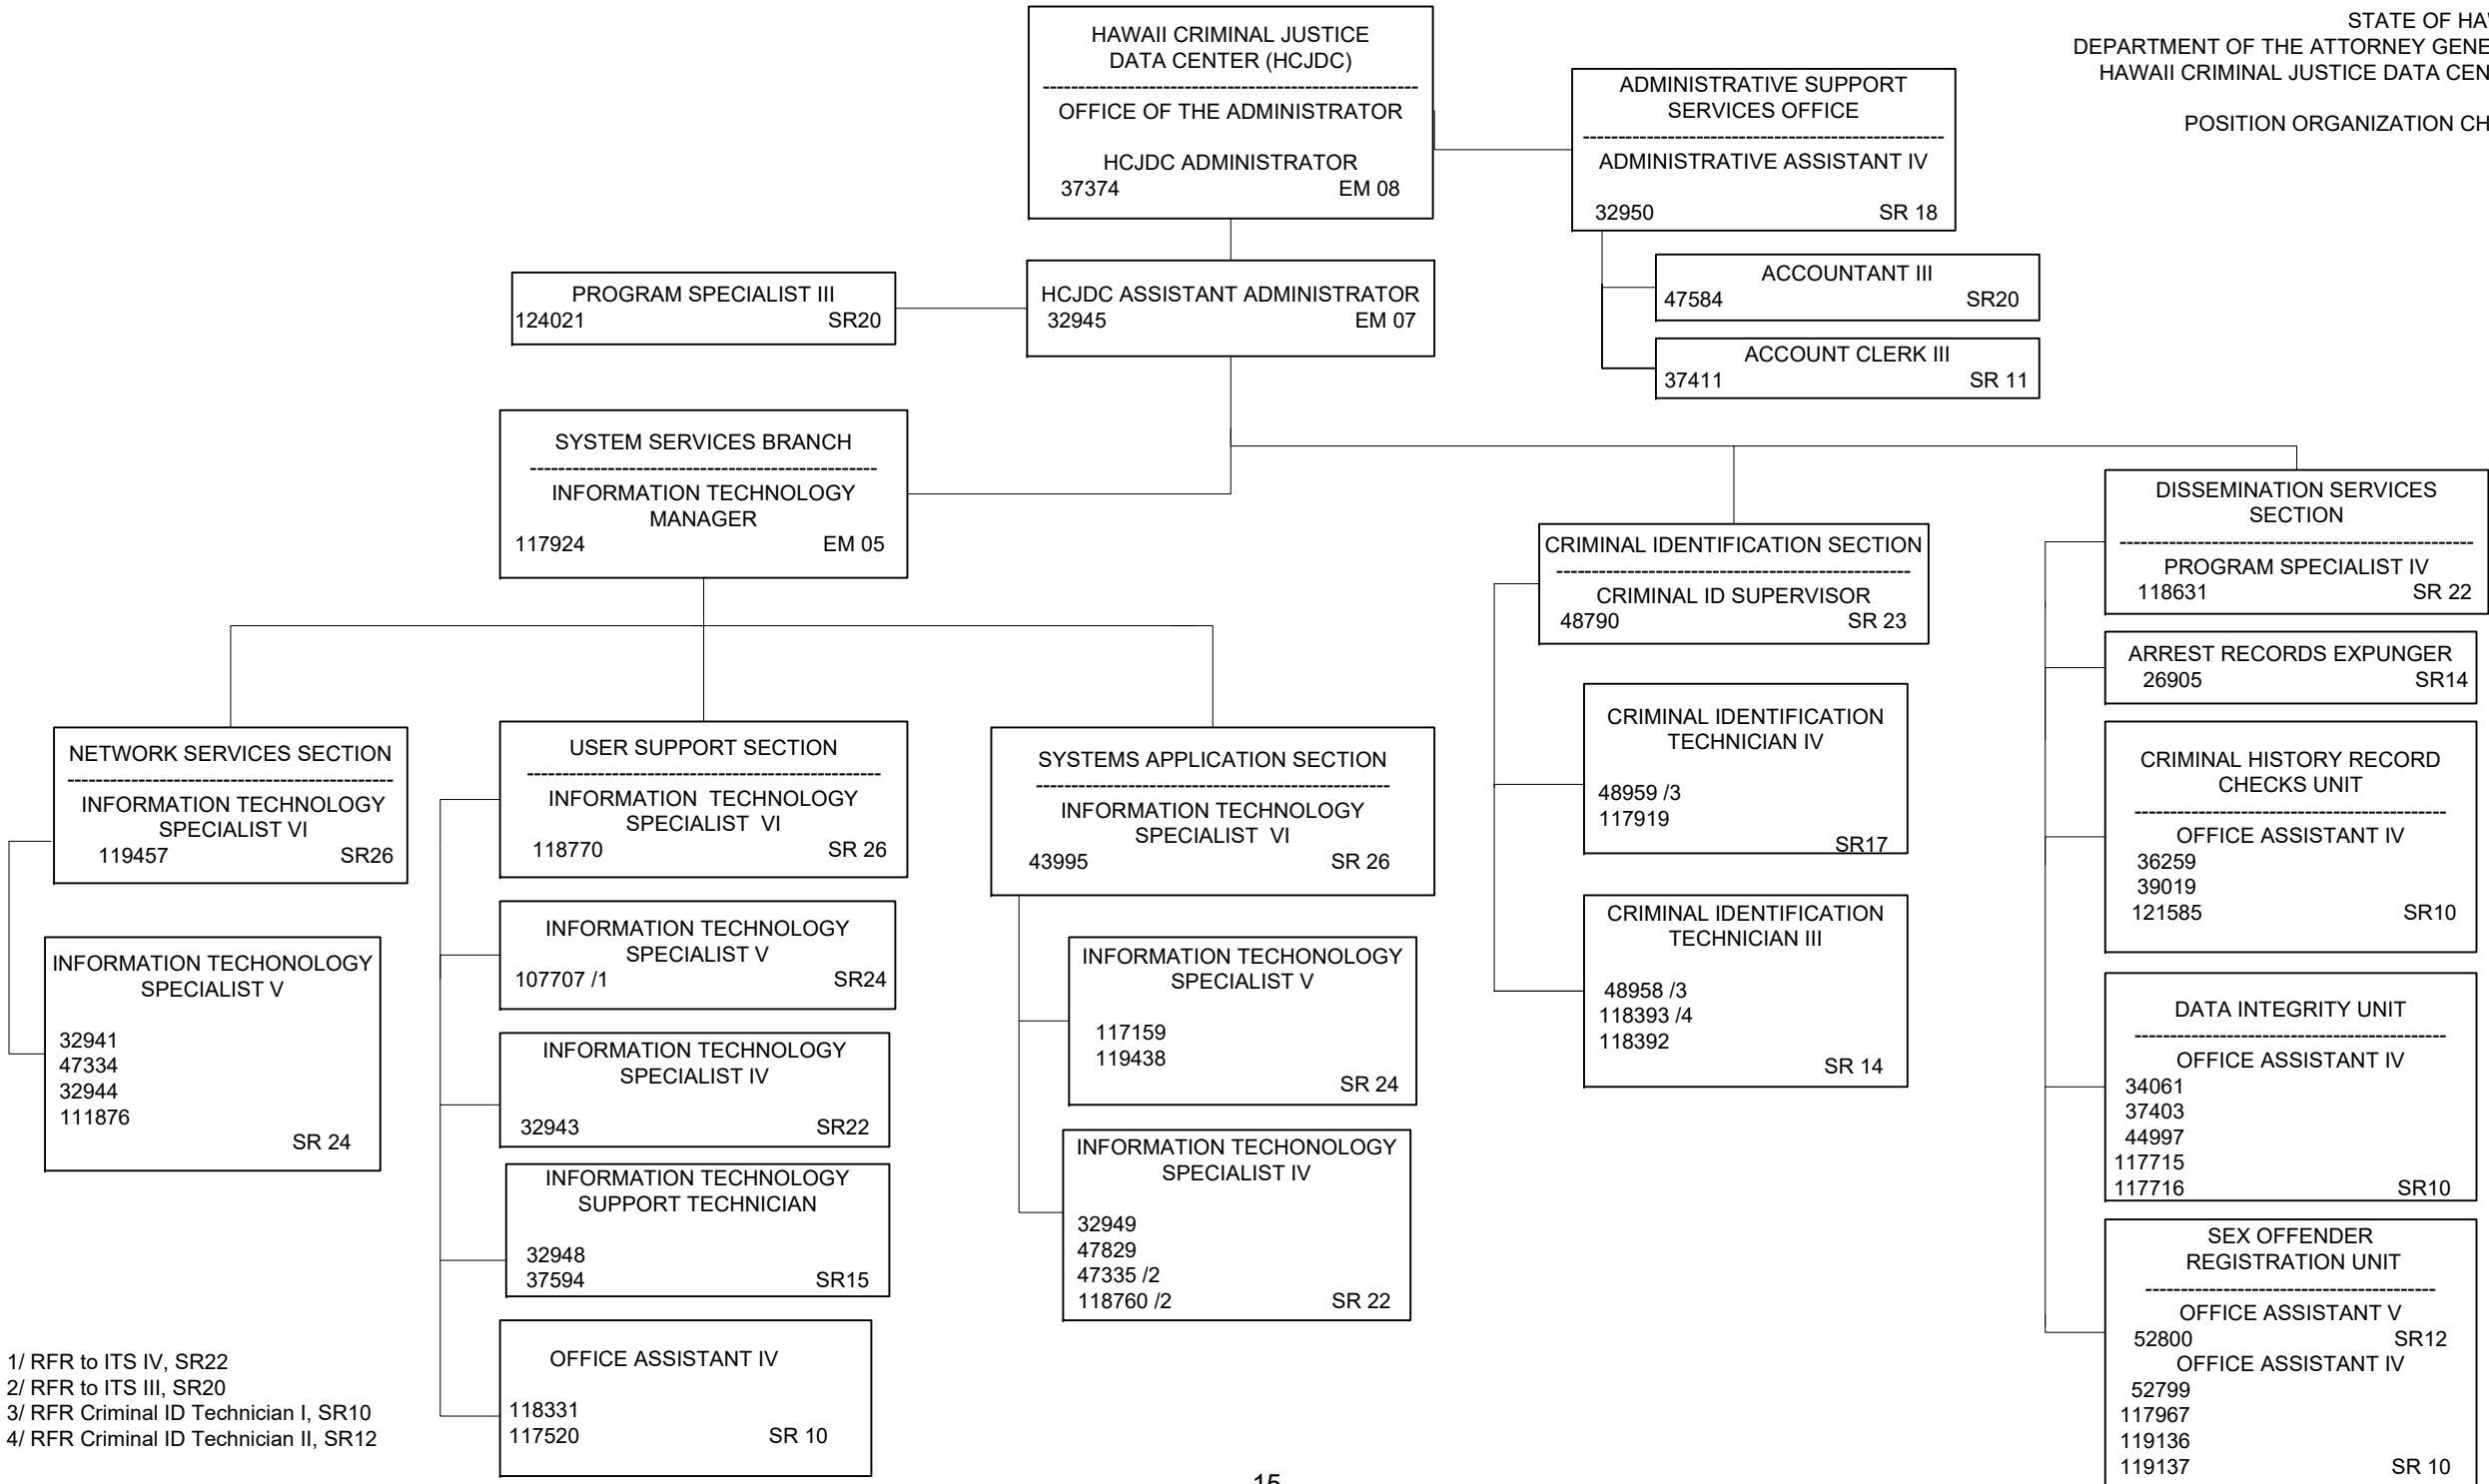 STATE OF HAW
DEPARTMENT OF THE ATTORNEY GENE
HAWAII CRIMINAL JUSTICE DATA CEN
POSITION ORGANIZATION CH
HAWAII CRIMINAL JUSTICE
DATA CENTER (HCJDC)
OFFICE OF THE ADMINISTRATOR
HCJDC ADMINISTRATOR
37374 EM 08
ADMINISTRATIVE SUPPORT
SERVICES OFFICE
ADMINISTRATIVE ASSISTANT IV
32950 SR 18
ACCOUNTANT III
47584 SR20
ACCOUNT CLERK III
37411 SR 11
PROGRAM SPECIALIST III
124021 SR20
HCJDC ASSISTANT ADMINISTRATOR
32945 EM 07
SYSTEM SERVICES BRANCH
INFORMATION TECHNOLOGY
MANAGER
117924 EM 05
NETWORK SERVICES SECTION
INFORMATION TECHNOLOGY
SPECIALIST VI
119457 SR26
INFORMATION TECHONOLOGY
SPECIALIST V
32941
47334
32944
111876
SR 24
USER SUPPORT SECTION
INFORMATION TECHNOLOGY
SPECIALIST VI
118770 SR 26
INFORMATION TECHNOLOGY
SPECIALIST V
107707 /1 SR24
INFORMATION TECHNOLOGY
SPECIALIST IV
32943 SR22
INFORMATION TECHNOLOGY
SUPPORT TECHNICIAN
32948
37594 SR15
OFFICE ASSISTANT IV
118331
117520 SR 10
SYSTEMS APPLICATION SECTION
INFORMATION TECHNOLOGY
SPECIALIST VI
43995 SR 26
INFORMATION TECHONOLOGY
SPECIALIST V
117159
119438
SR 24
INFORMATION TECHONOLOGY
SPECIALIST IV
32949
47829
47335 /2
118760 /2 SR 22
CRIMINAL IDENTIFICATION SECTION
CRIMINAL ID SUPERVISOR
48790 SR 23
CRIMINAL IDENTIFICATION
TECHNICIAN IV
48959 /3
117919
SR17
CRIMINAL IDENTIFICATION
TECHNICIAN III
48958 /3
118393 /4
118392
SR 14
DISSEMINATION SERVICES
SECTION
PROGRAM SPECIALIST IV
118631 SR 22
ARREST RECORDS EXPUNGER
26905 SR14
CRIMINAL HISTORY RECORD
CHECKS UNIT
OFFICE ASSISTANT IV
36259
39019
121585 SR10
DATA INTEGRITY UNIT
OFFICE ASSISTANT IV
34061
37403
44997
117715
117716 SR10
SEX OFFENDER
REGISTRATION UNIT
OFFICE ASSISTANT V
52800 SR12
OFFICE ASSISTANT IV
52799
117967
119136
119137 SR 10
1/ RFR to ITS IV, SR22
2/ RFR to ITS III, SR20
3/ RFR Criminal ID Technician I, SR10
4/ RFR Criminal ID Technician II, SR12
15